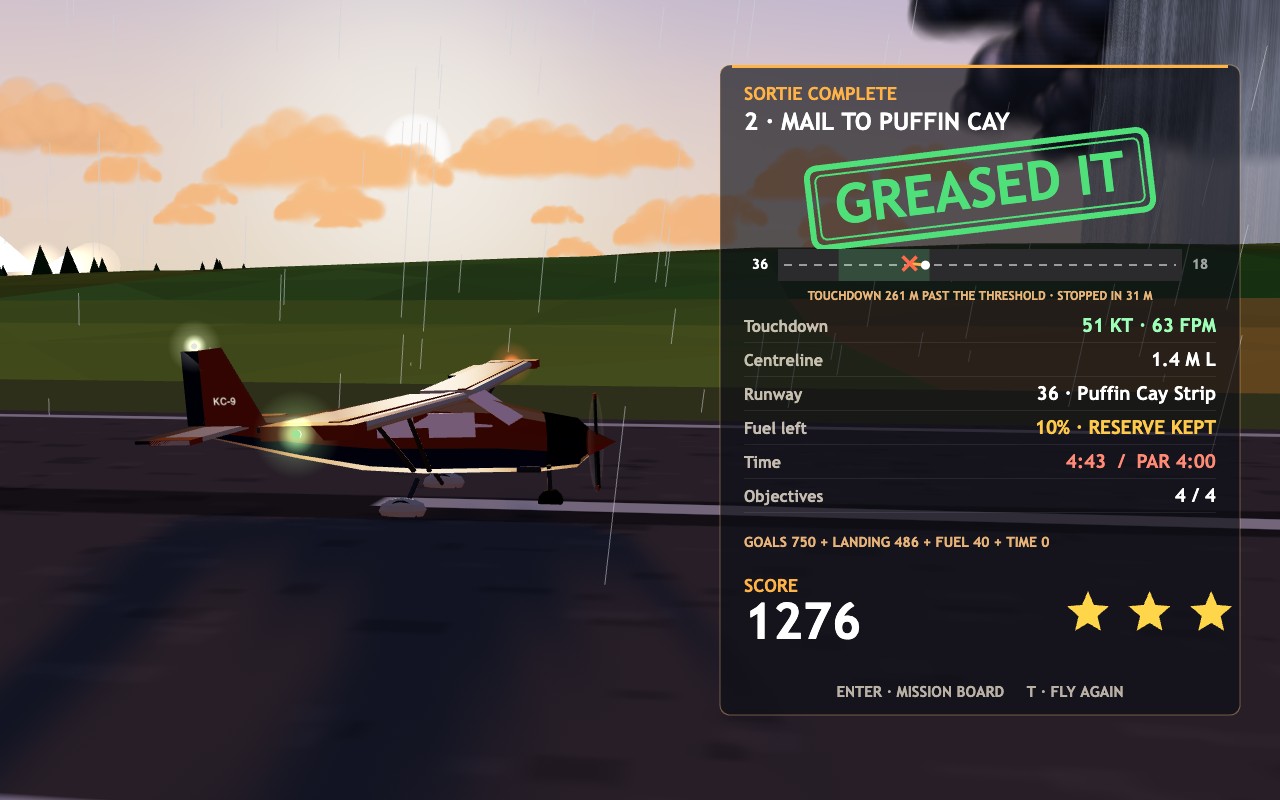 SORTIE COMPLETE
2 · MAIL TO PUFFIN CAY
GREASED IT
36 18
TOUCHDOWN 261 M PAST THE THRESHOLD · STOPPED IN 31 M
Touchdown 51 KT · 63 FPM
Centreline 1.4 M L
Runway 36 · Puffin Cay Strip
KC-9
Fuel left 10% · RESERVE KEPT
Time 4:43 / PAR 4:00
Objectives 4 / 4
GOALS 750 + LANDING 486 + FUEL 40 + TIME 0
SCORE
1276
ENTER · MISSION BOARD T · FLY AGAIN